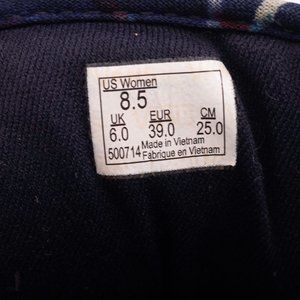 US Women
8.5
UK EUR CM
6.0 39.0 25.0
500714 Made in Vietnam
Fabrique en Vietnam